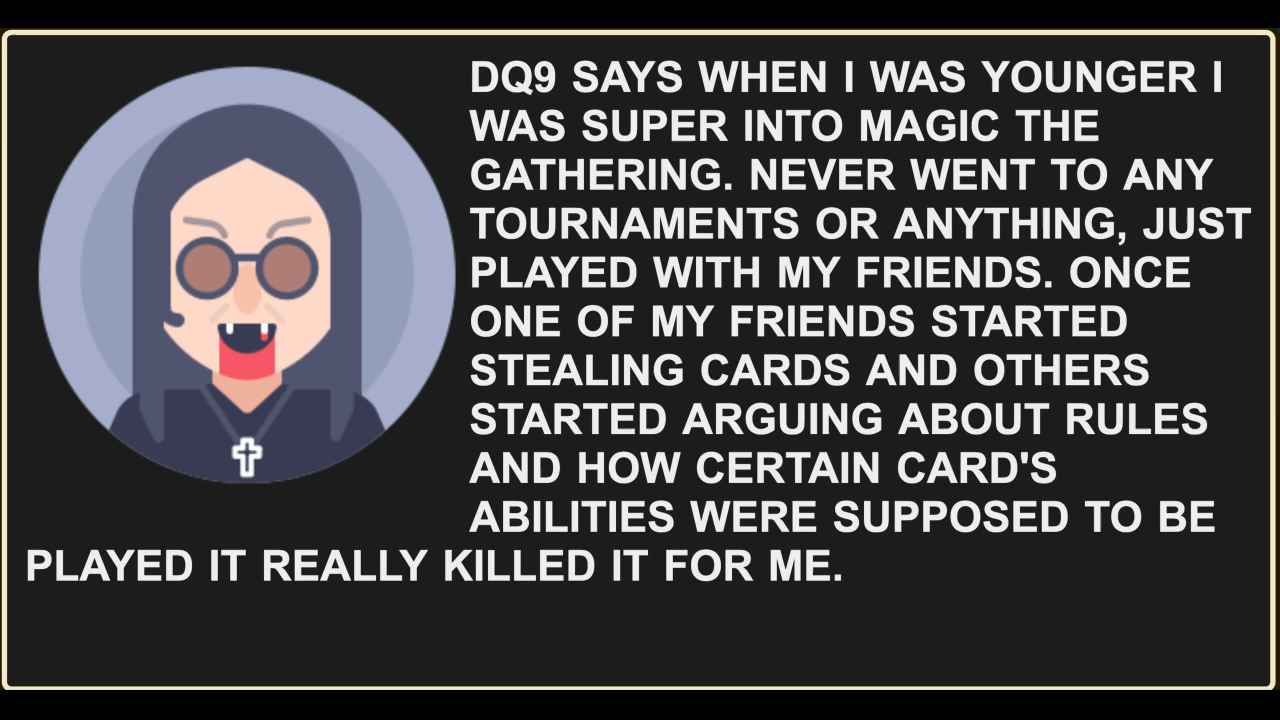 DQ9 SAYS WHEN I WAS YOUNGER I
WAS SUPER INTO MAGIC THE
GATHERING. NEVER WENT TO ANY
TOURNAMENTS OR ANYTHING, JUST
PLAYED WITH MY FRIENDS. ONCE
ONE OF MY FRIENDS STARTED
STEALING CARDS AND OTHERS
STARTED ARGUING ABOUT RULES
AND HOW CERTAIN CARD'S
ABILITIES WERE SUPPOSED TO BE
PLAYED IT REALLY KILLED IT FOR ME.